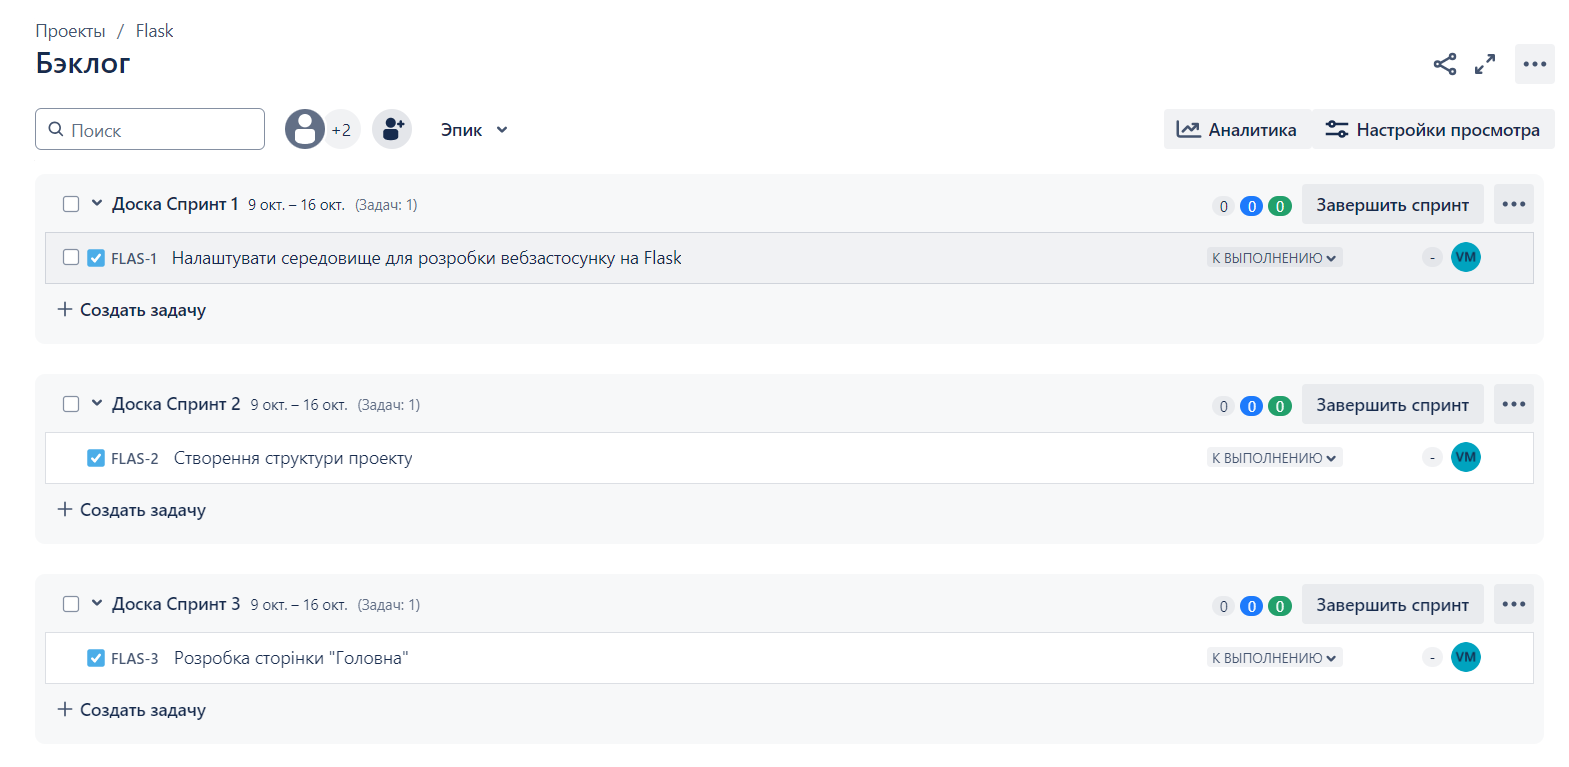 Проекты / Flask
Бэклог
Поиск +2 Эпик Аналитика Настройки просмотра
Доска Спринт 1 9 окт. – 16 окт. (Задач: 1) 0 0 0 Завершить спринт
FLAS-1 Налаштувати середовище для розробки вебзастосунку на Flask К ВЫПОЛНЕНИЮ - VM
+ Создать задачу
Доска Спринт 2 9 окт. – 16 окт. (Задач: 1) 0 0 0 Завершить спринт
FLAS-2 Створення структури проекту К ВЫПОЛНЕНИЮ - VM
+ Создать задачу
Доска Спринт 3 9 окт. – 16 окт. (Задач: 1) 0 0 0 Завершить спринт
FLAS-3 Розробка сторінки "Головна" К ВЫПОЛНЕНИЮ - VM
+ Создать задачу